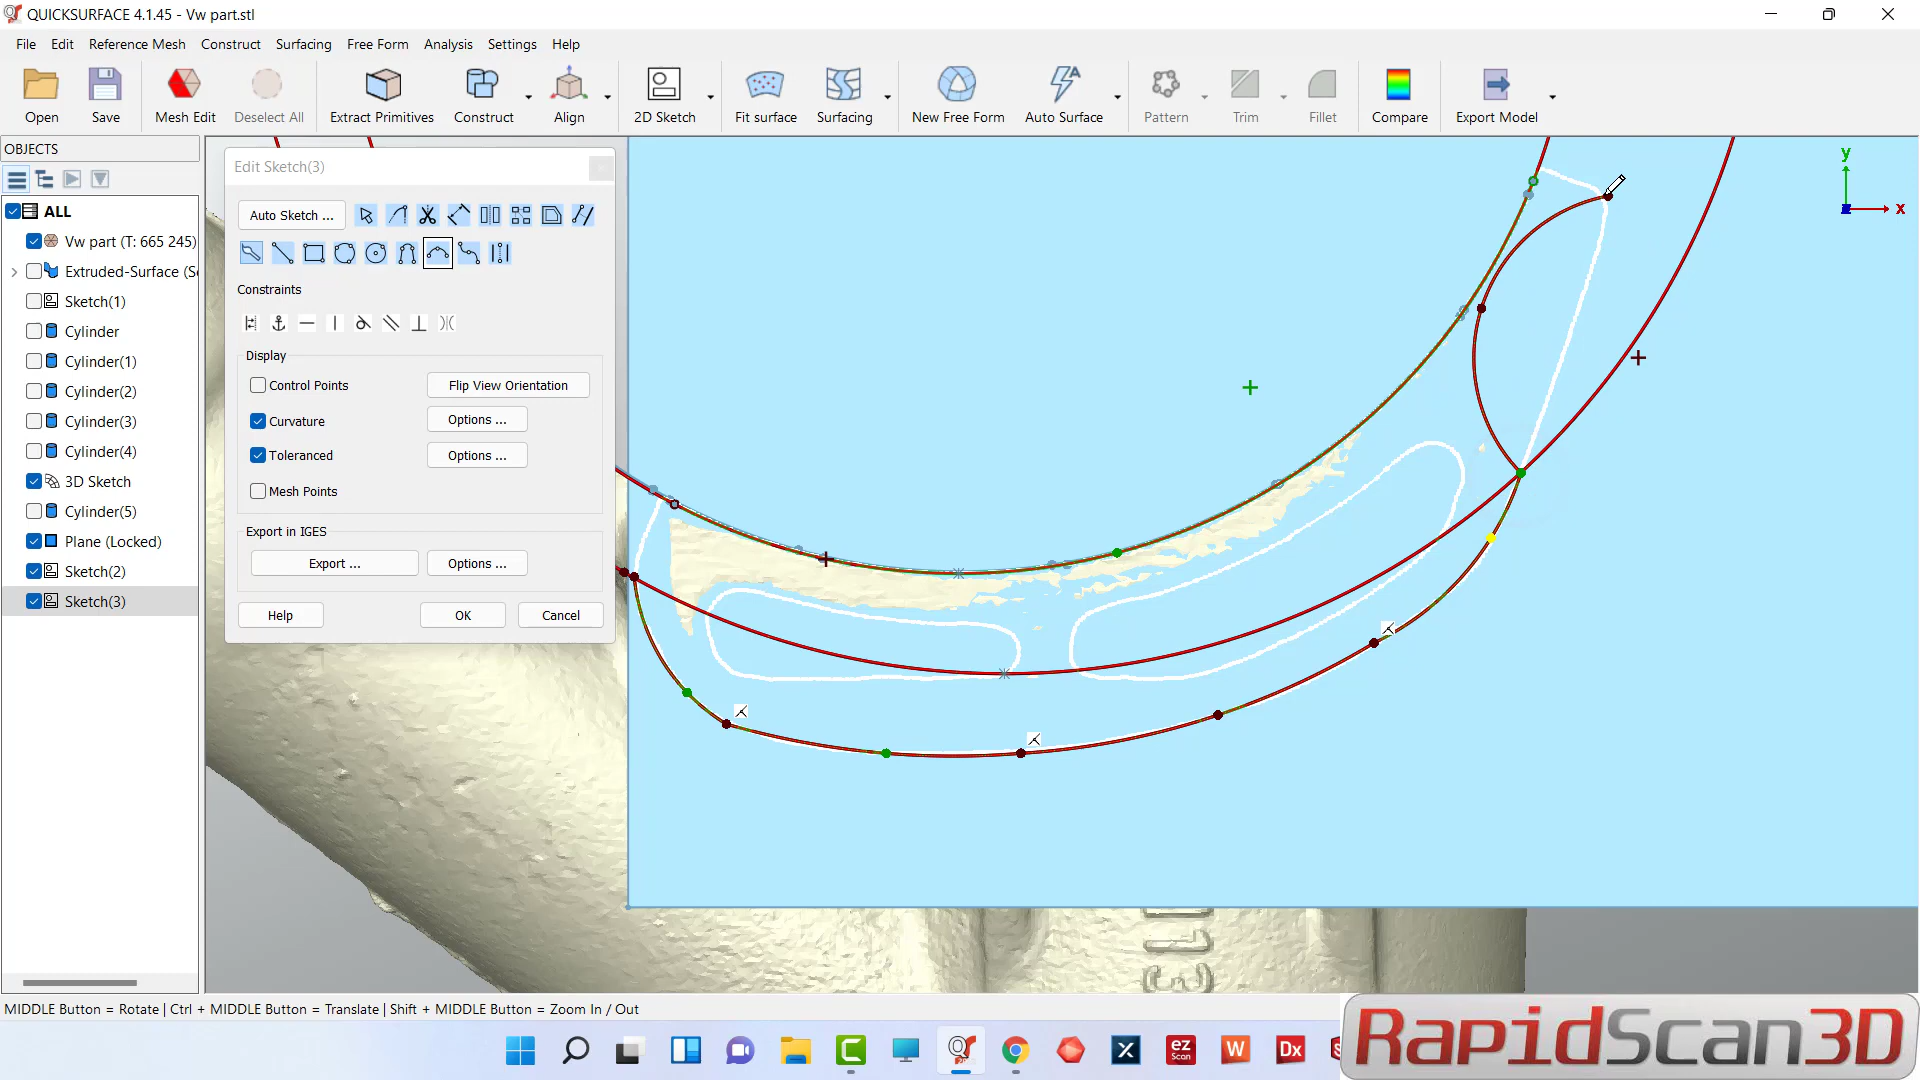 QUICKSURFACE 4.1.45 - Vw part.stl
File Edit Reference Mesh Construct Surfacing Free Form Analysis Settings Help
Open Save Mesh Edit Deselect All Extract Primitives Construct Align 2D Sketch Fit surface Surfacing New Free Form Auto Surface Pattern Trim Fillet Compare Export Model
OBJECTS
ALL
Vw part (T: 665 245)
Extruded-Surface (S
Sketch(1)
Cylinder
Cylinder(1)
Cylinder(2)
Cylinder(3)
Cylinder(4)
3D Sketch
Cylinder(5)
Plane (Locked)
Sketch(2)
Sketch(3)
Edit Sketch(3)
Auto Sketch ...
Constraints
Display
Control Points Flip View Orientation
Curvature Options ...
Toleranced Options ...
Mesh Points
Export in IGES
Export ... Options ...
Help OK Cancel
y
x
MIDDLE Button = Rotate | Ctrl + MIDDLE Button = Translate | Shift + MIDDLE Button = Zoom In / Out
ez
Scan
W
Dx
RapidScan3D